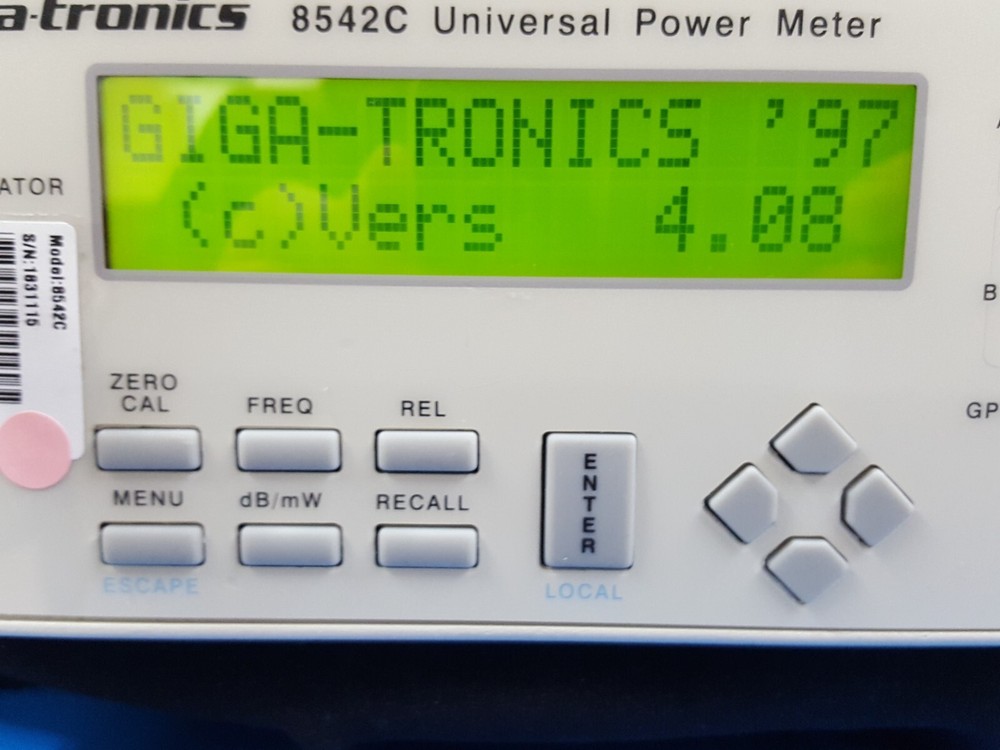 a-tronics 8542C Universal Power Meter
GIGA-TRONICS '97
(c)Vers 4.08
ATOR
Model:8542C
S/N:1831115
ZERO
CAL
FREQ
REL
MENU
dB/mW
RECALL
ESCAPE
ENTER
LOCAL
B
GP